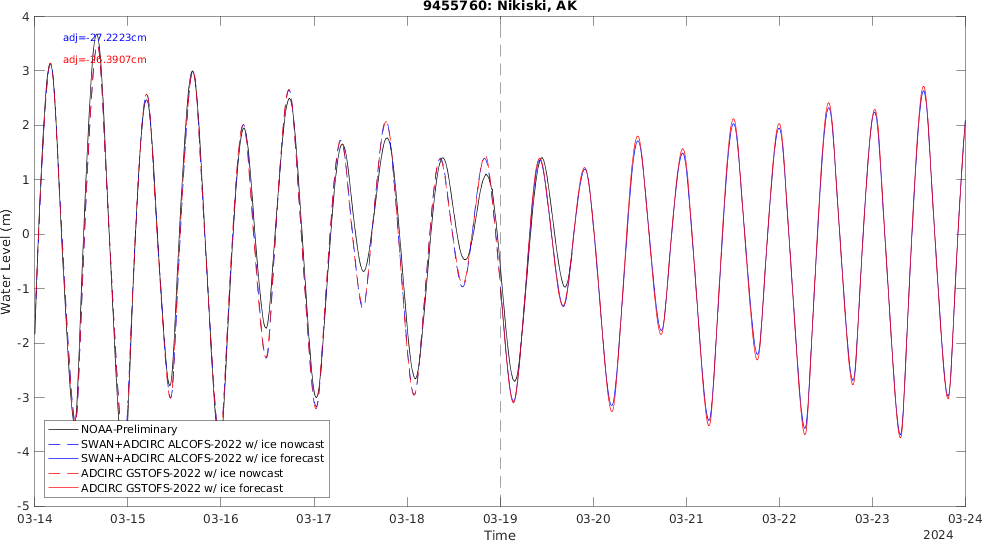 9455760: Nikiski, AK
adj=-27.2223cm
adj=-26.3907cm
4
3
2
1
0
-1
-2
-3
-4
-5
Water Level (m)
NOAA-Preliminary
SWAN+ADCIRC ALCOFS-2022 w/ ice nowcast
SWAN+ADCIRC ALCOFS-2022 w/ ice forecast
ADCIRC GSTOFS-2022 w/ ice nowcast
ADCIRC GSTOFS-2022 w/ ice forecast
03-14 03-15 03-16 03-17 03-18 03-19 03-20 03-21 03-22 03-23 03-24
Time
2024